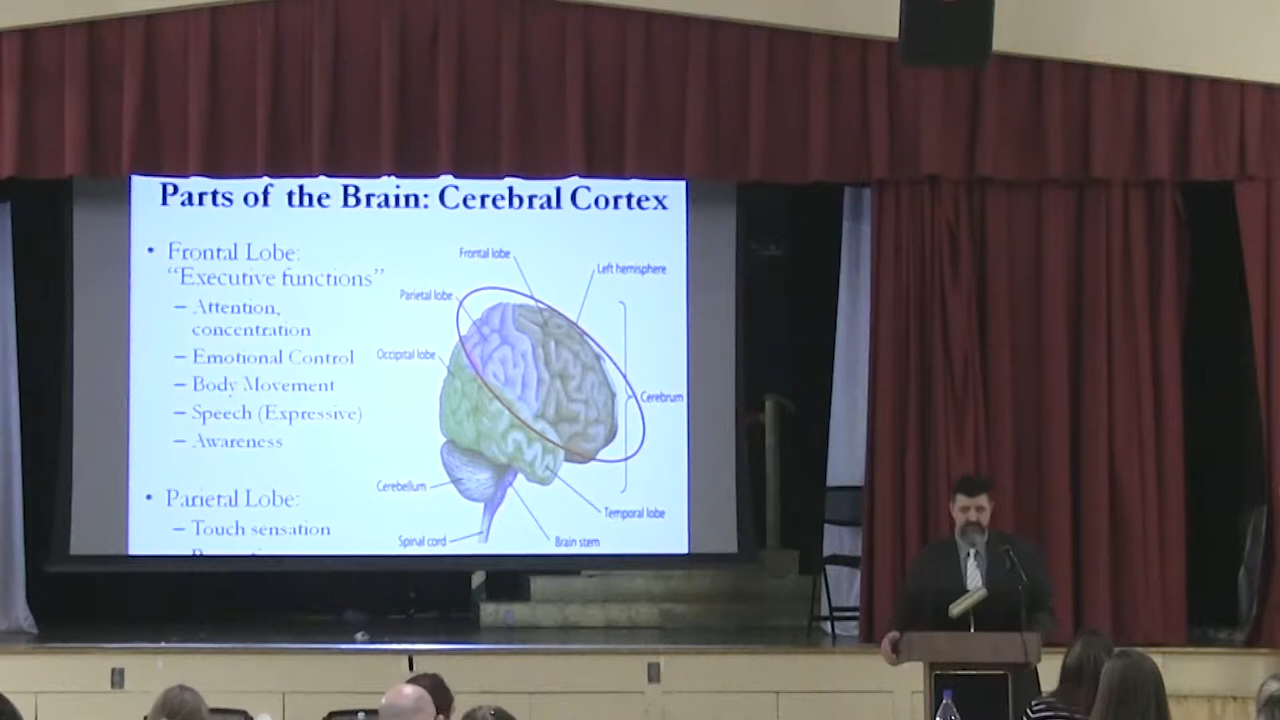 Parts of the Brain: Cerebral Cortex
• Frontal Lobe:
"Executive functions"
– Attention,
concentration
– Emotional Control
– Body Movement
– Speech (Expressive)
– Awareness
• Parietal Lobe:
– Touch sensation
Frontal lobe
Left hemisphere
Parietal lobe
Occipital lobe
Cerebrum
Cerebellum
Temporal lobe
Spinal cord
Brain stem